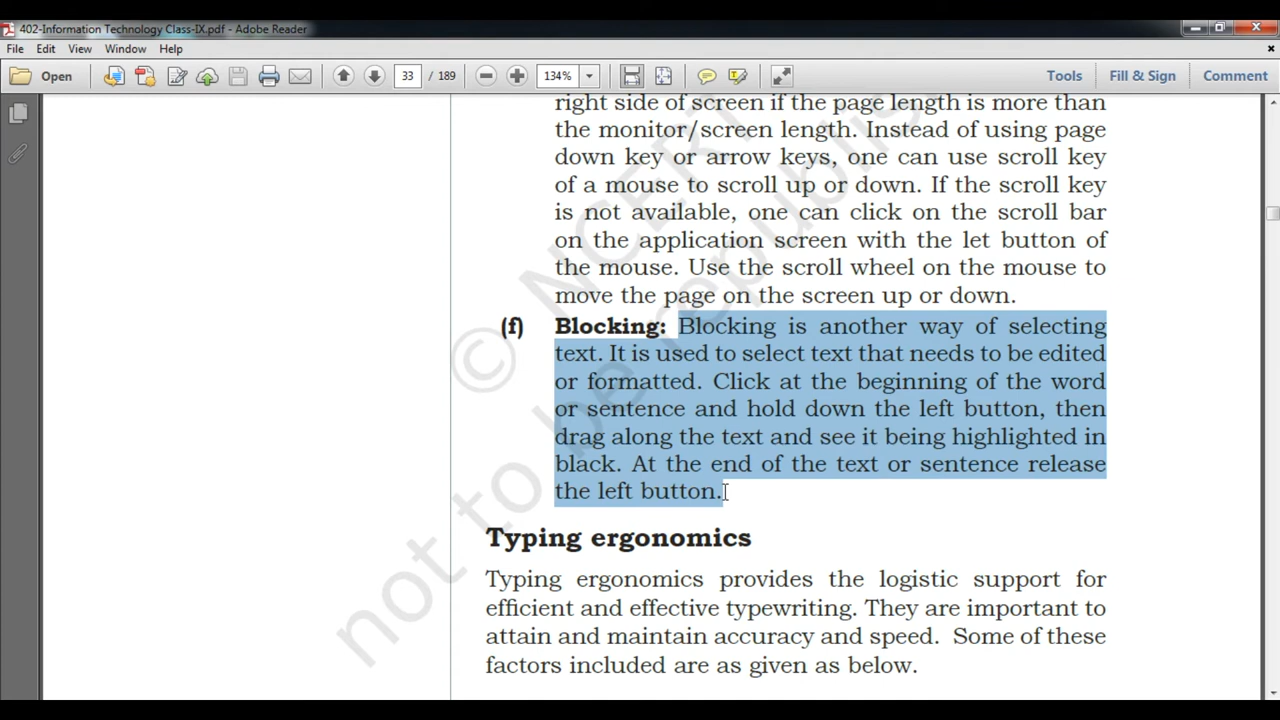 402-Information Technology Class-IX.pdf - Adobe Reader
File Edit View Window Help
Open 33 / 189 134% Tools Fill & Sign Comment
right side of screen if the page length is more than
the monitor/screen length. Instead of using page
down key or arrow keys, one can use scroll key
of a mouse to scroll up or down. If the scroll key
is not available, one can click on the scroll bar
on the application screen with the let button of
the mouse. Use the scroll wheel on the mouse to
move the page on the screen up or down.
(f) Blocking: Blocking is another way of selecting
text. It is used to select text that needs to be edited
or formatted. Click at the beginning of the word
or sentence and hold down the left button, then
drag along the text and see it being highlighted in
black. At the end of the text or sentence release
the left button.
Typing ergonomics
Typing ergonomics provides the logistic support for
efficient and effective typewriting. They are important to
attain and maintain accuracy and speed. Some of these
factors included are as given as below.
© NCERT
not to be republis